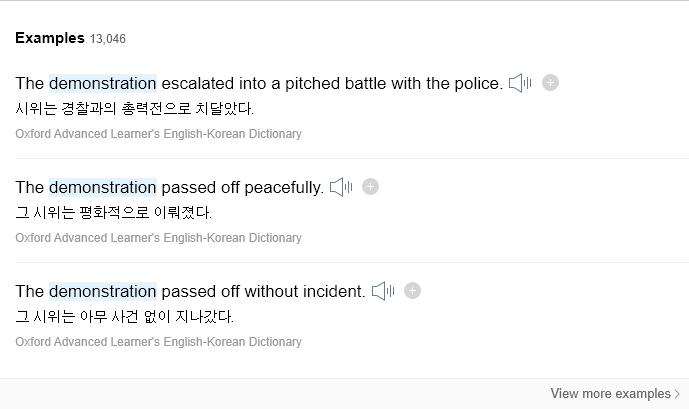 Examples 13,046
The demonstration escalated into a pitched battle with the police.
시위는 경찰과의 총력전으로 치달았다.
Oxford Advanced Learner's English-Korean Dictionary
The demonstration passed off peacefully.
그 시위는 평화적으로 이뤄졌다.
Oxford Advanced Learner's English-Korean Dictionary
The demonstration passed off without incident.
그 시위는 아무 사건 없이 지나갔다.
Oxford Advanced Learner's English-Korean Dictionary
View more examples